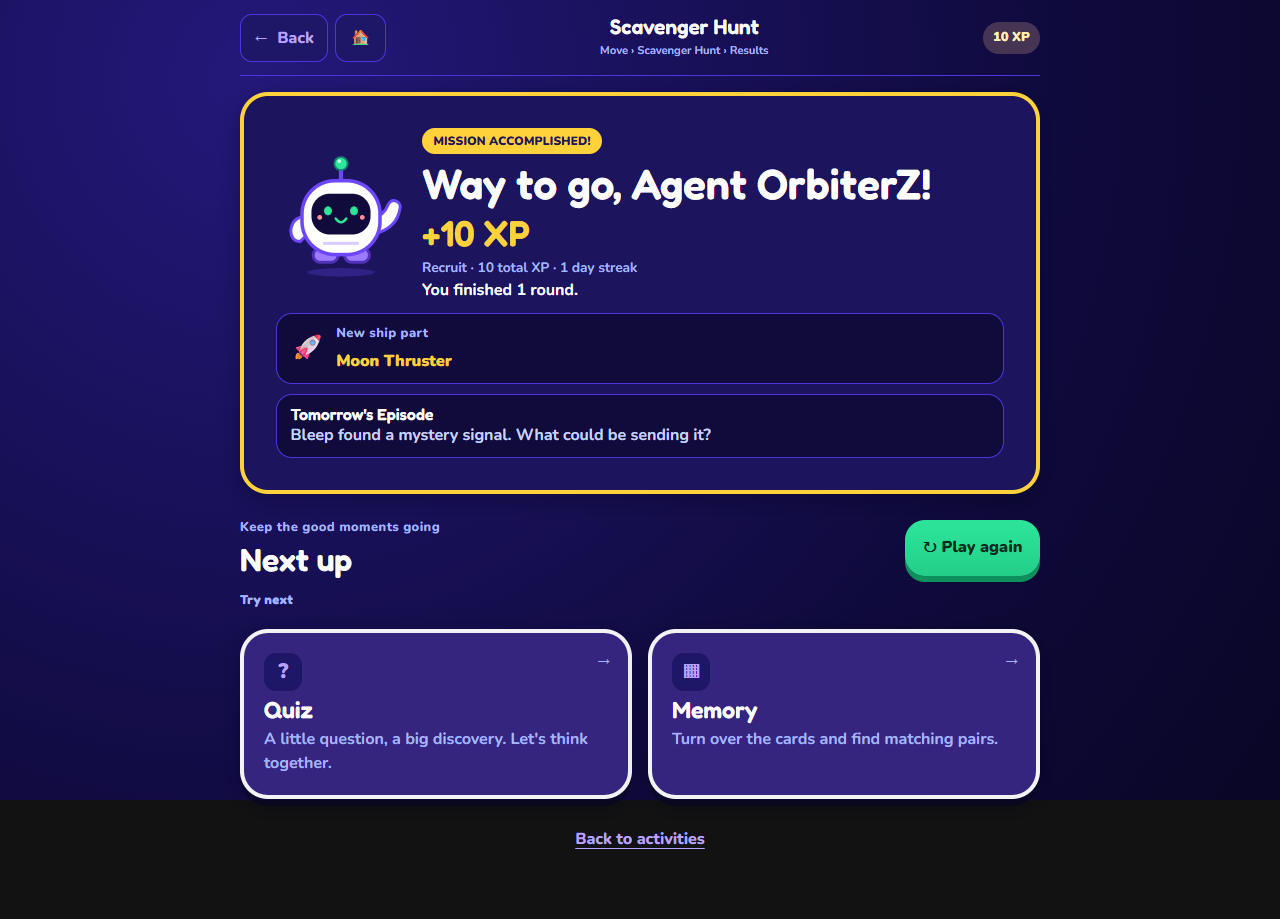 ← Back
Scavenger Hunt
Move › Scavenger Hunt › Results
10 XP
MISSION ACCOMPLISHED!
Way to go, Agent OrbiterZ!
+10 XP
Recruit · 10 total XP · 1 day streak
You finished 1 round.
New ship part
Moon Thruster
Tomorrow's Episode
Bleep found a mystery signal. What could be sending it?
Keep the good moments going
Next up
↻ Play again
Try next
?
→
Quiz
A little question, a big discovery. Let's think
together.
→
Memory
Turn over the cards and find matching pairs.
Back to activities